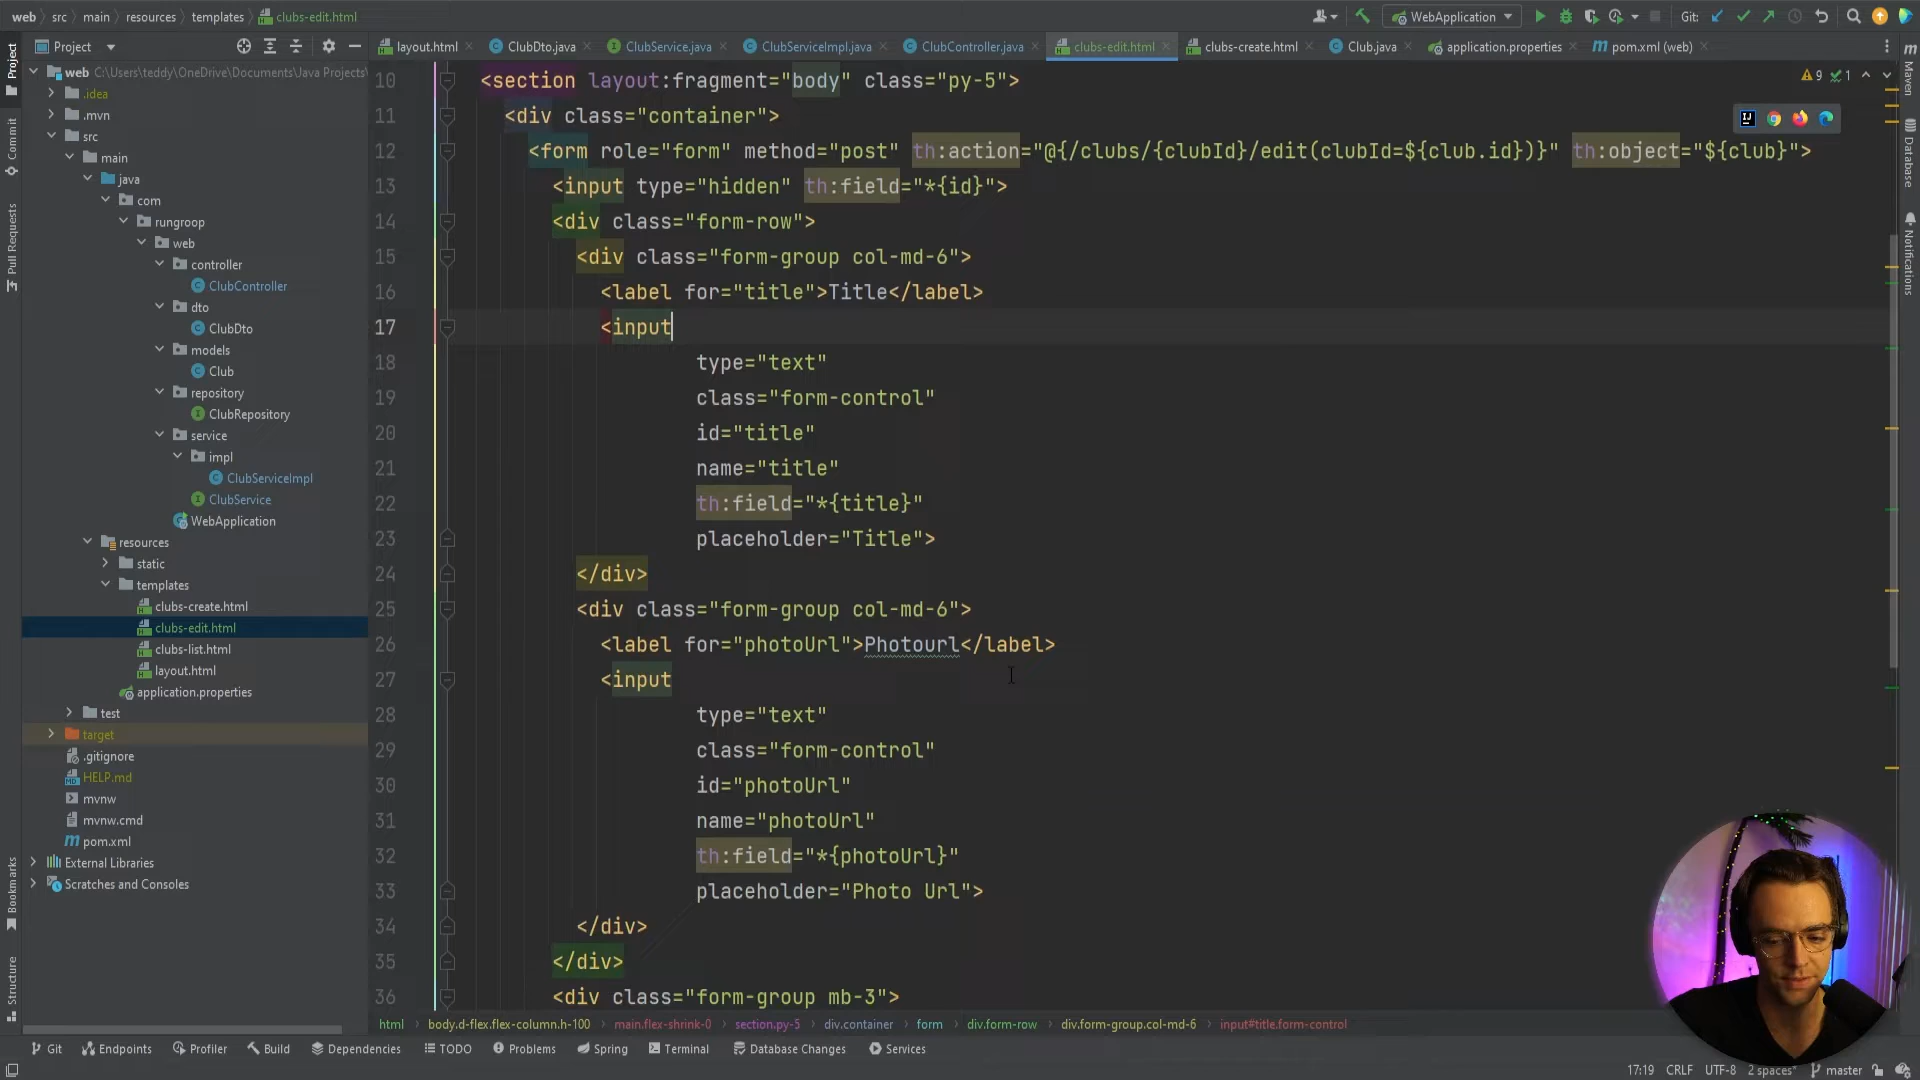 web > src > main > resources > templates > clubs-edit.html
WebApplication
Git:
Project
layout.html
ClubDto.java
ClubService.java
ClubServiceImpl.java
ClubController.java
clubs-edit.html
clubs-create.html
Club.java
application.properties
pom.xml (web)
Project
Commit
Pull Requests
Bookmarks
Structure
web C:\Users\teddy\OneDrive\Documents\Java Projects\
.idea
.mvn
src
main
java
com
rungroop
web
controller
ClubController
dto
ClubDto
models
Club
repository
ClubRepository
service
impl
ClubServiceImpl
ClubService
WebApplication
resources
static
templates
clubs-create.html
clubs-edit.html
clubs-list.html
layout.html
application.properties
test
target
.gitignore
HELP.md
mvnw
mvnw.cmd
pom.xml
External Libraries
Scratches and Consoles
9 1
10 <section layout:fragment="body" class="py-5">
11 <div class="container">
12 <form role="form" method="post" th:action="@{/clubs/{clubId}/edit(clubId=${club.id})}" th:object="${club}">
13 <input type="hidden" th:field="*{id}">
14 <div class="form-row">
15 <div class="form-group col-md-6">
16 <label for="title">Title</label>
17 <input
18 type="text"
19 class="form-control"
20 id="title"
21 name="title"
22 th:field="*{title}"
23 placeholder="Title">
24 </div>
25 <div class="form-group col-md-6">
26 <label for="photoUrl">Photourl</label>
27 <input
28 type="text"
29 class="form-control"
30 id="photoUrl"
31 name="photoUrl"
32 th:field="*{photoUrl}"
33 placeholder="Photo Url">
34 </div>
35 </div>
36 <div class="form-group mb-3">
Maven
Database
Notifications
html > body.d-flex.flex-column.h-100 > main.flex-shrink-0 > section.py-5 > div.container > form > div.form-row > div.form-group.col-md-6 > input#title.form-control
Git
Endpoints
Profiler
Build
Dependencies
TODO
Problems
Spring
Terminal
Database Changes
Services
17:19 CRLF UTF-8 2 spaces* master